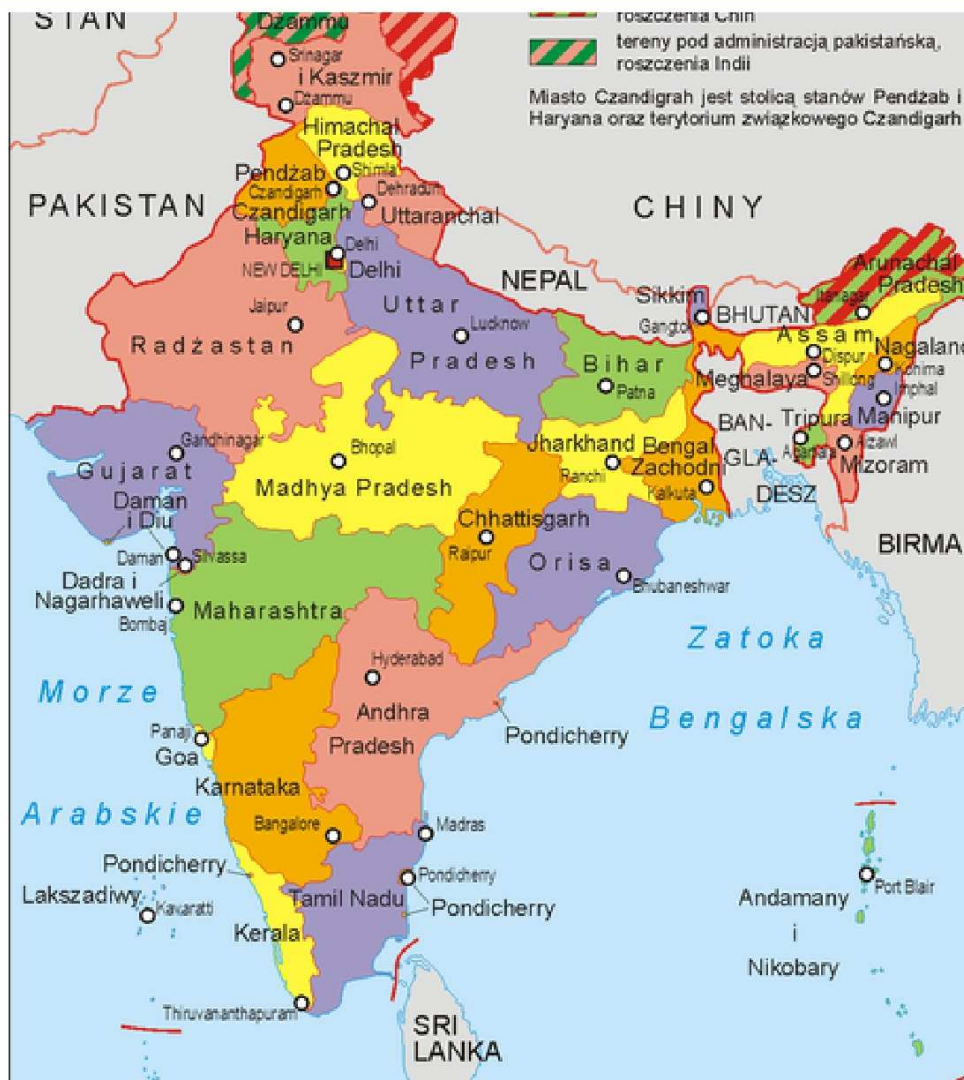 STAN
roszczenia Chin
tereny pod administracją pakistańską,
roszczenia Indii
Miasto Czandigrah jest stolicą stanów Pendżab i
Haryana oraz terytorium związkowego Czandigarh
Dżammu
Srinagar
i Kaszmir
Dżammu
Himachal
Pradesh
Shimla
Pendżab
Czandigarh
Czandigarh
Dehradun
Uttaranchal
PAKISTAN
CHINY
Haryana
Delhi
NEW DELHI
Delhi
NEPAL
Arunachal
Pradesh
Itanagar
Sikkim
Gangtok
BHUTAN
Assam
Dispur
Nagaland
Kohima
Jaipur
Radżastan
Uttar
Pradesh
Lucknow
Bihar
Patna
Meghalaya
Shillong
Imphal
Manipur
BAN-
GLA-
DESZ
Tripura
Agartala
Aizawl
Mizoram
Gandhinagar
Gujarat
Bhopal
Madhya Pradesh
Jharkhand
Ranchi
Bengal
Zachodni
Kalkuta
Daman
i Diu
Daman
Silvassa
Dadra i
Nagarhaweli
Bombaj
Chhattisgarh
Raipur
Orisa
Bhubaneshwar
BIRMA
Maharashtra
Hyderabad
Andhra
Pradesh
Zatoka
Bengalska
Morze
Arabskie
Panaji
Goa
Pondicherry
Karnataka
Bangalore
Madras
Pondicherry
Lakszadiwy
Kavaratti
Pondicherry
Pondicherry
Tamil Nadu
Kerala
Thiruvananthapuram
Port Blair
Andamany
i
Nikobary
SRI
LANKA